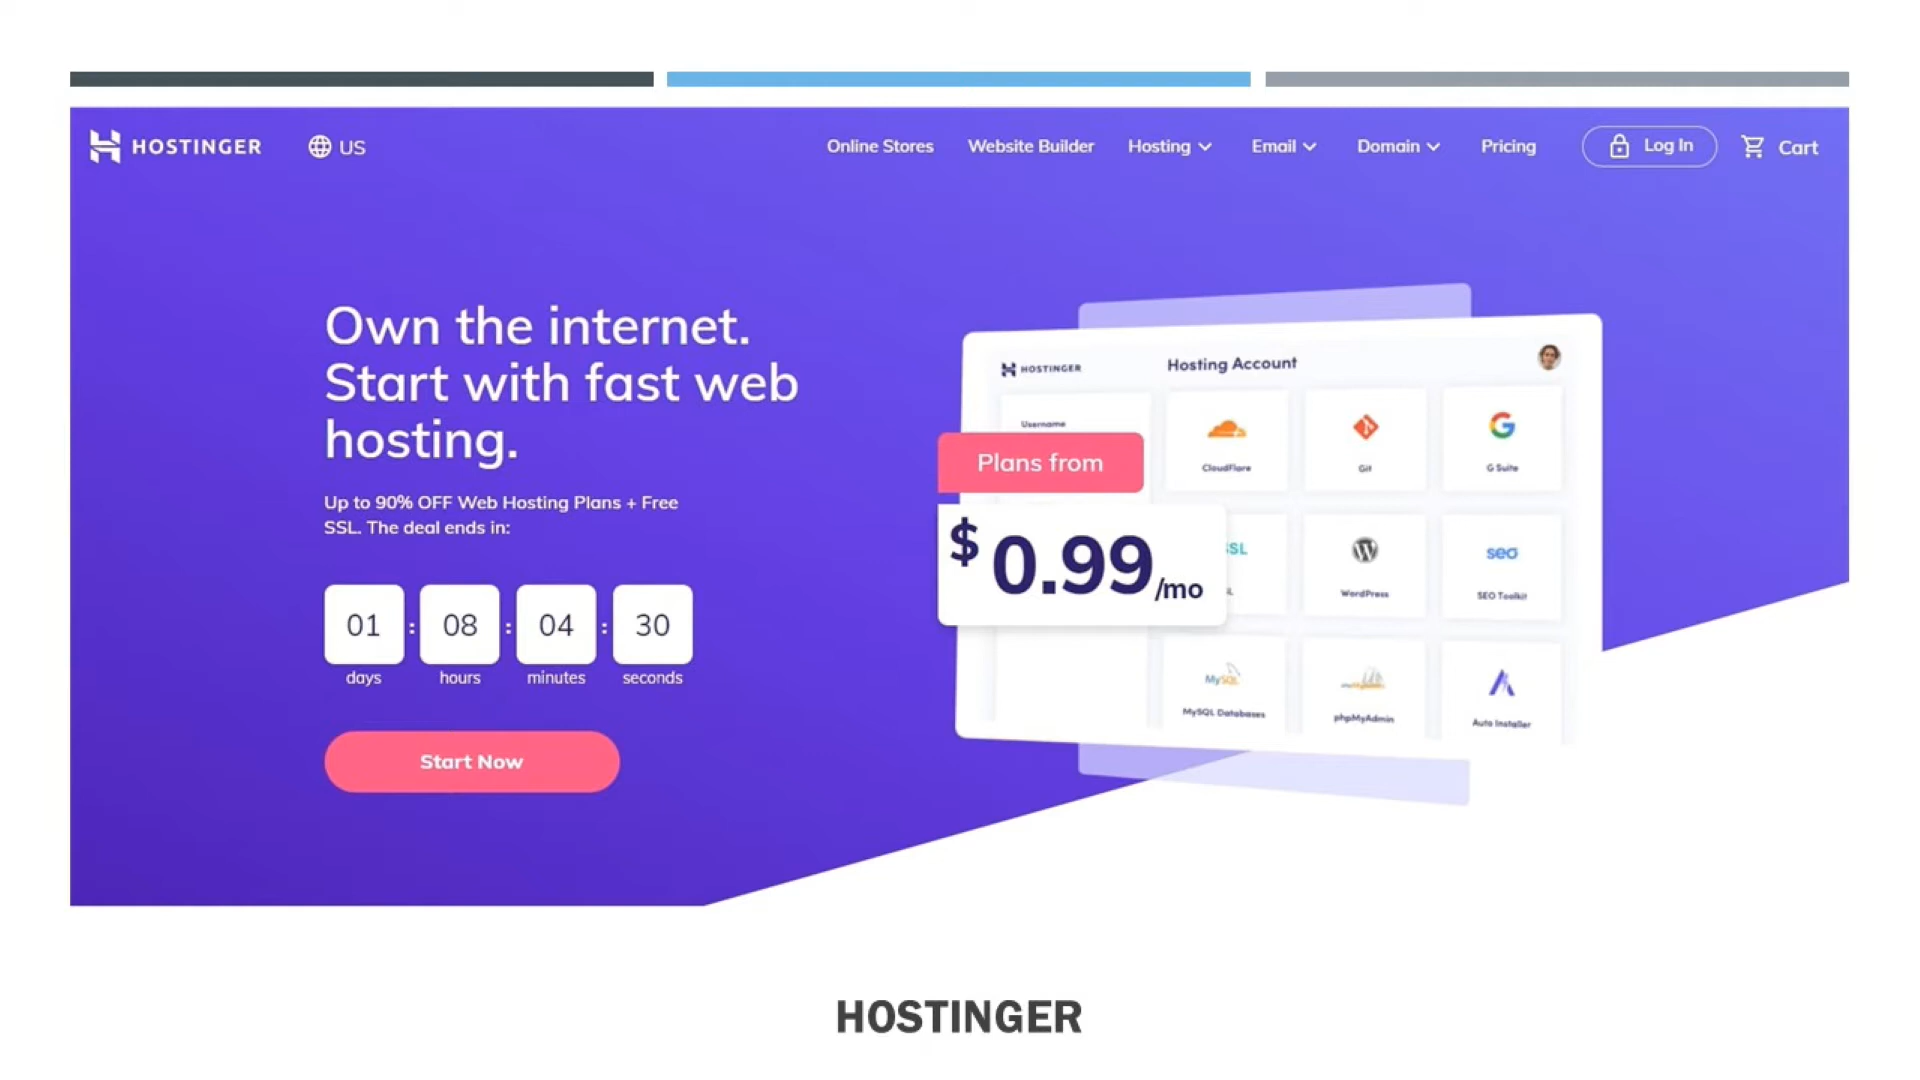 HOSTINGER
US
Online Stores
Website Builder
Hosting
Email
Domain
Pricing
Log In
Cart
Own the internet.
Start with fast web
hosting.
Up to 90% OFF Web Hosting Plans + Free
SSL. The deal ends in:
01 : 08 : 04 : 30
days hours minutes seconds
Start Now
HOSTINGER
Hosting Account
Username
Plans from
$ 0.99/mo
CloudFlare
Git
G Suite
SL
WordPress
seo
SEO Toolkit
MySQL
MySQL Databases
phpMyAdmin
Auto Installer
HOSTINGER